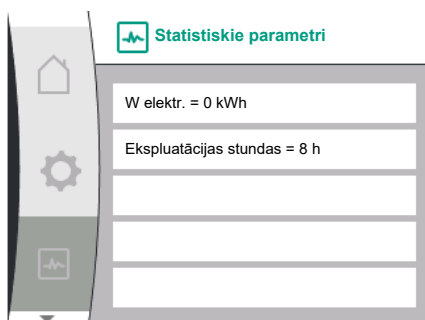 Statistiskie parametri
W elektr. = 0 kWh
Ekspluatācijas stundas = 8 h